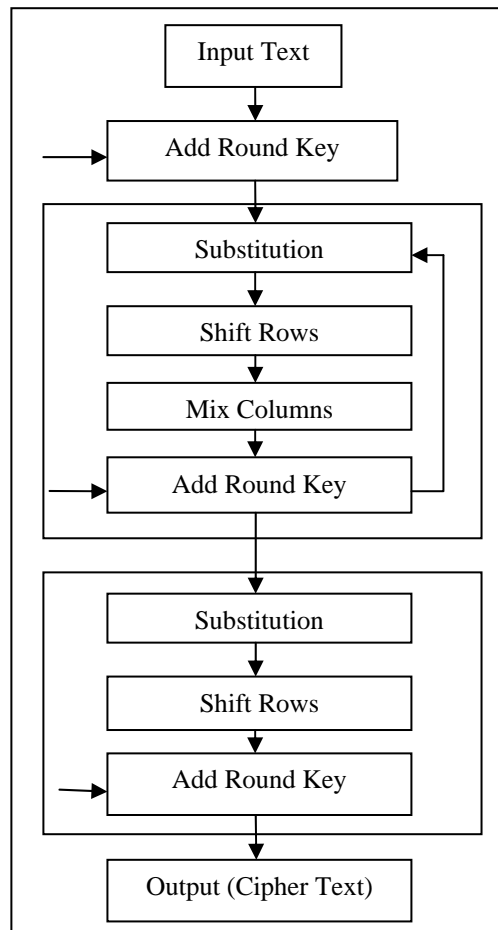 Input Text
Add Round Key
Substitution
Shift Rows
Mix Columns
Add Round Key
Substitution
Shift Rows
Add Round Key
Output (Cipher Text)